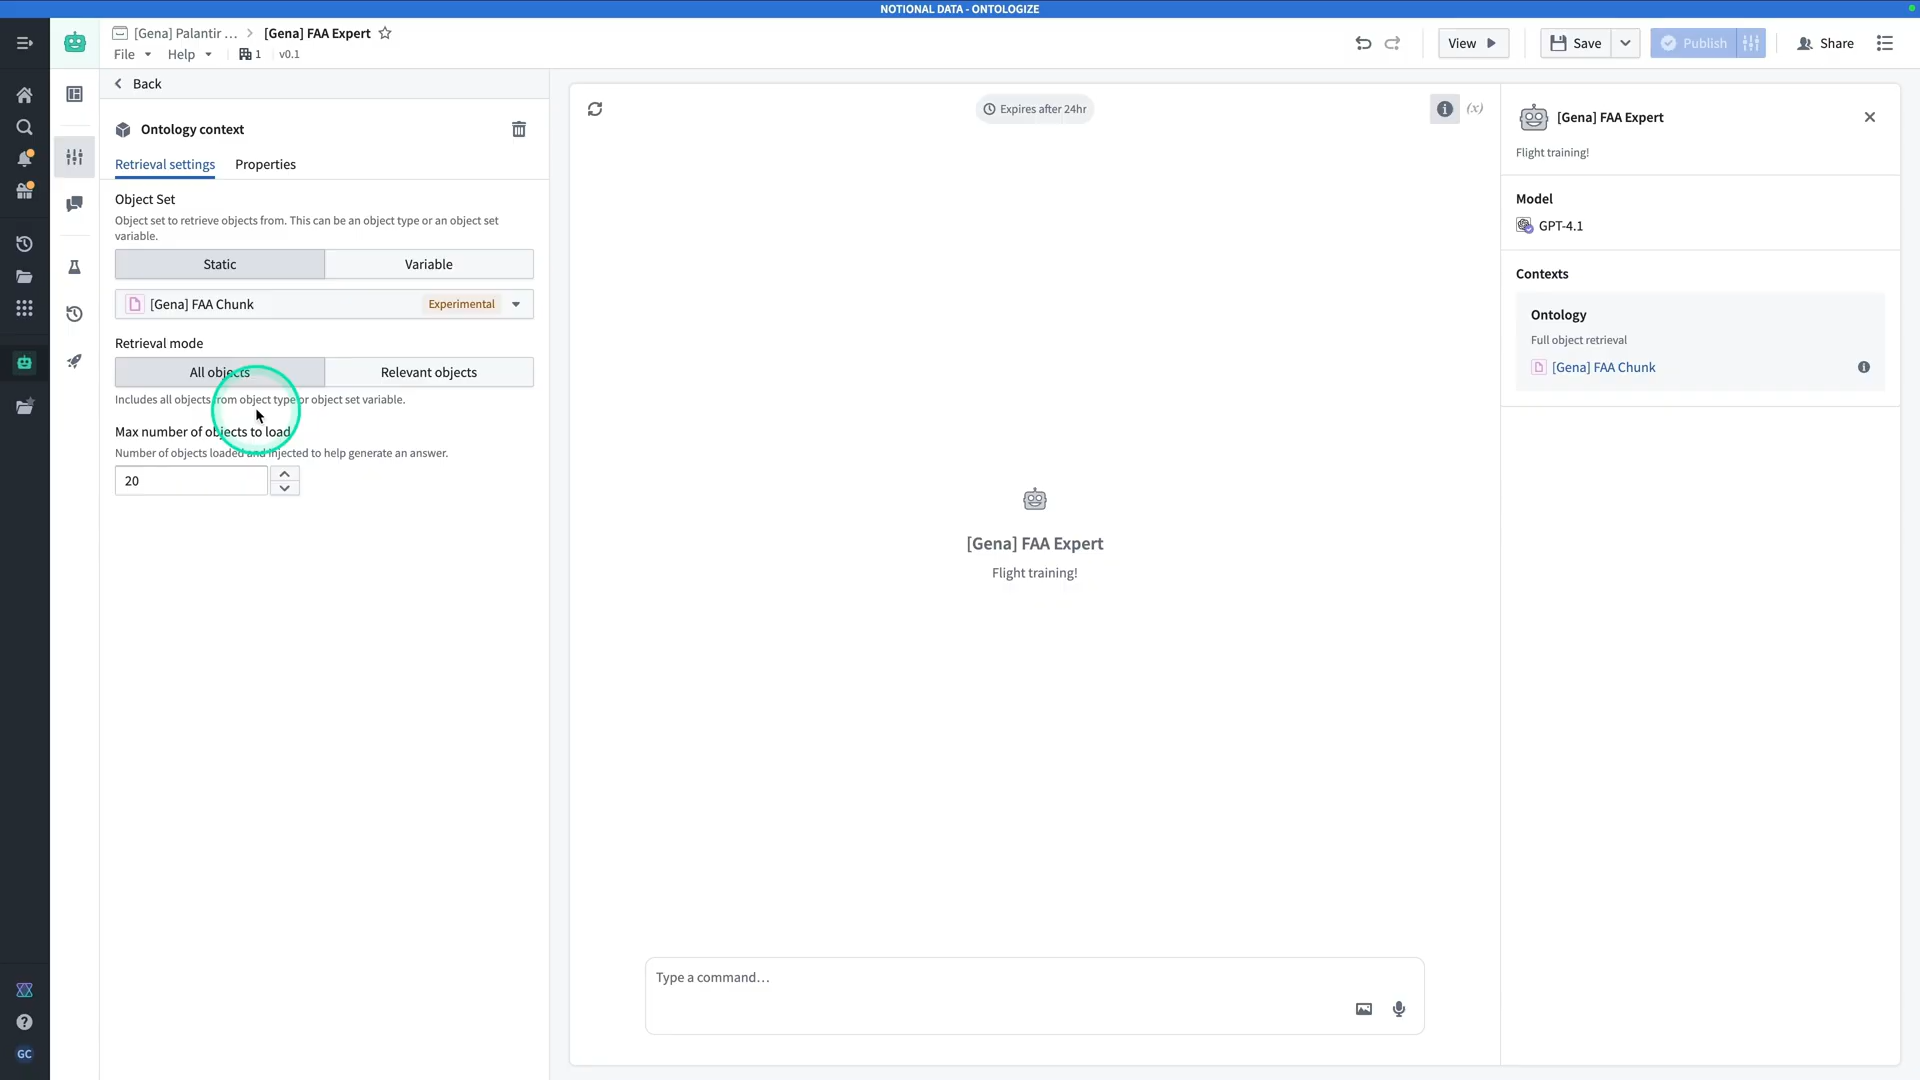 NOTIONAL DATA - ONTOLOGIZE
[Gena] Palantir ... > [Gena] FAA Expert
File Help 1 v0.1
View
Save
Publish
Share
Back
Ontology context
Retrieval settings Properties
Object Set
Object set to retrieve objects from. This can be an object type or an object set
variable.
Static Variable
[Gena] FAA Chunk Experimental
Retrieval mode
All objects Relevant objects
Includes all objects from object type or object set variable.
Max number of objects to load
Number of objects loaded and injected to help generate an answer.
20
GC
Expires after 24hr
(x)
[Gena] FAA Expert
Flight training!
Type a command...
[Gena] FAA Expert
Flight training!
Model
GPT-4.1
Contexts
Ontology
Full object retrieval
[Gena] FAA Chunk